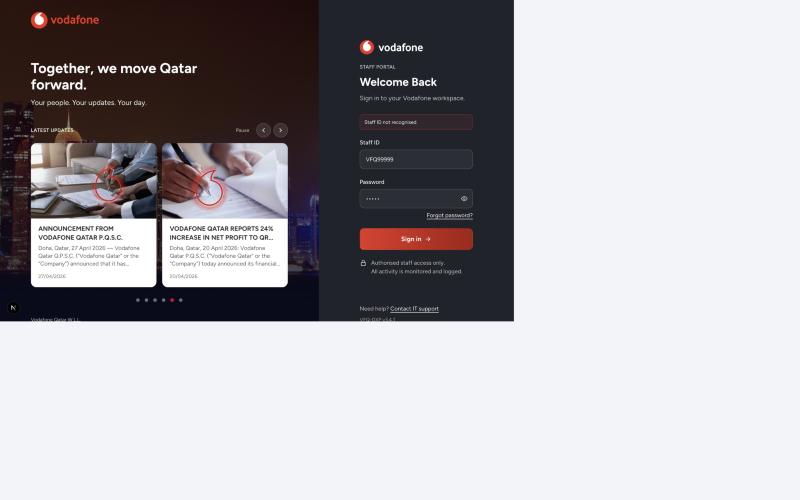 vodafone
Together, we move Qatar
forward.
Your people. Your updates. Your day.
LATEST UPDATES
Pause
ANNOUNCEMENT FROM
VODAFONE QATAR P.Q.S.C.
Doha, Qatar, 27 April 2026 — Vodafone
Qatar Q.P.S.C. ("Vodafone Qatar" or the
"Company") announced that it has...
27/04/2026
VODAFONE QATAR REPORTS 24%
INCREASE IN NET PROFIT TO QR...
Doha, Qatar, 20 April 2026: Vodafone
Qatar P.Q.S.C. ("Vodafone Qatar" or the
"Company") today announced its financial...
20/04/2026
N
Vodafone Qatar W.L.L.
vodafone
STAFF PORTAL
Welcome Back
Sign in to your Vodafone workspace.
Staff ID not recognised.
Staff ID
VFQ99999
Password
•••••
Forgot password?
Sign in →
Authorised staff access only.
All activity is monitored and logged.
Need help? Contact IT support